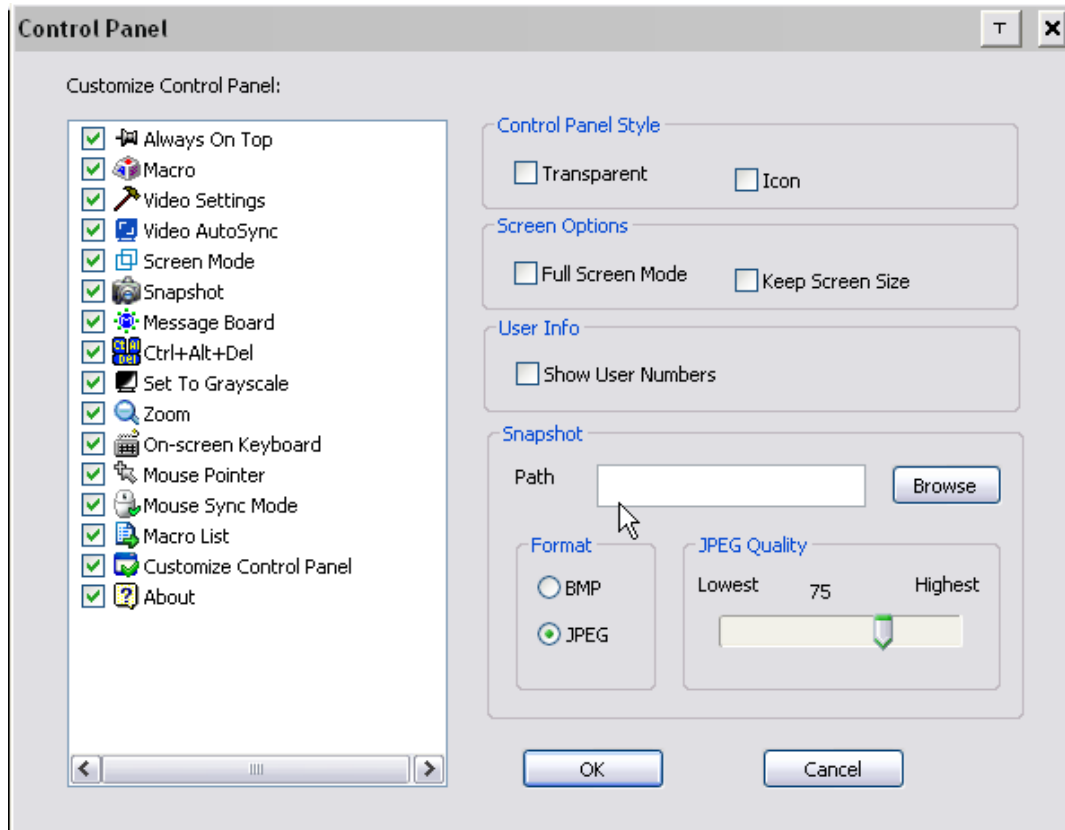 Control Panel
T
Customize Control Panel:
Always On Top
Macro
Video Settings
Video AutoSync
Screen Mode
Snapshot
Message Board
Ct Al Del Ctrl+Alt+Del
Set To Grayscale
Zoom
On-screen Keyboard
Mouse Pointer
Mouse Sync Mode
Macro List
Customize Control Panel
? About
Control Panel Style
Transparent Icon
Screen Options
Full Screen Mode Keep Screen Size
User Info
Show User Numbers
Snapshot
Path Browse
Format
BMP
JPEG
JPEG Quality
Lowest 75 Highest
OK Cancel